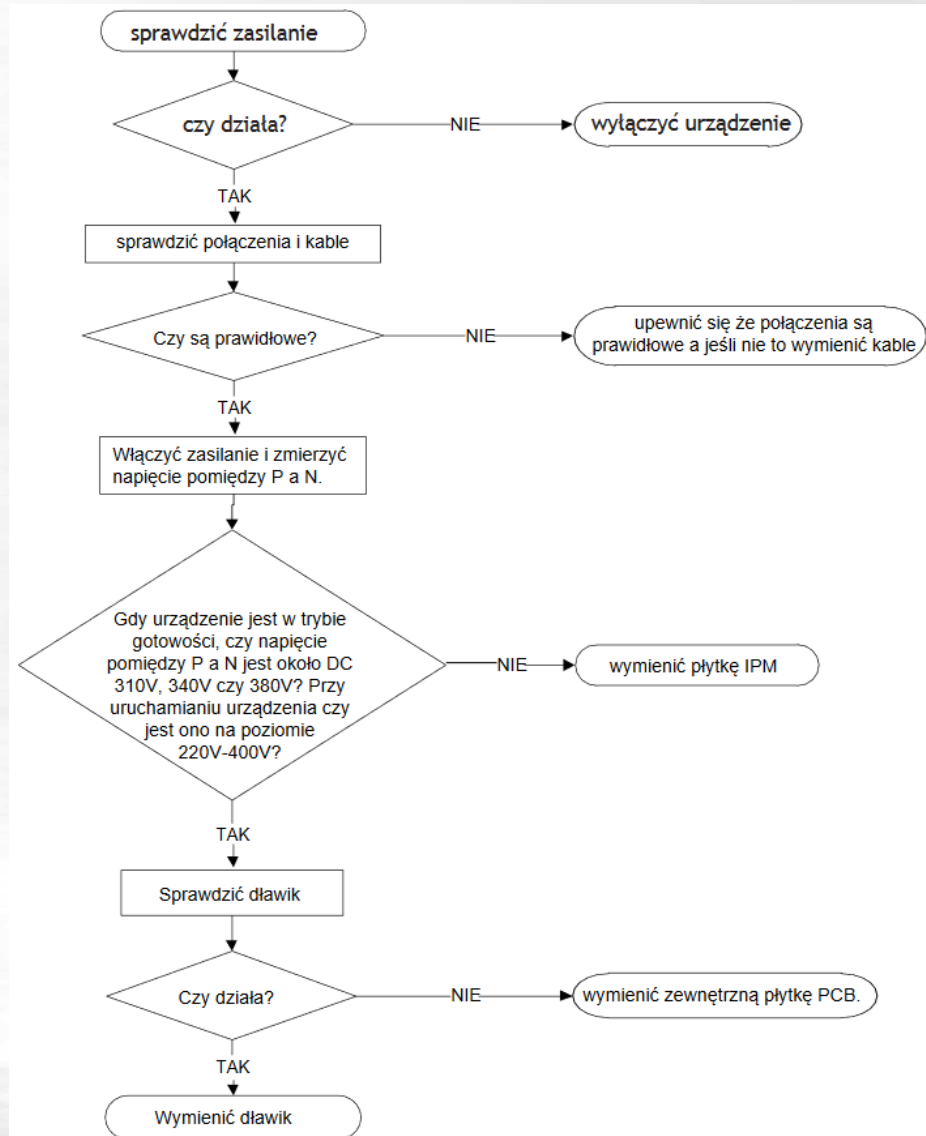 sprawdzić zasilanie
czy działa?
NIE
wyłączyć urządzenie
TAK
sprawdzić połączenia i kable
Czy są prawidłowe?
NIE
upewnić się że połączenia są
prawidłowe a jeśli nie to wymienić kable
TAK
Włączyć zasilanie i zmierzyć
napięcie pomiędzy P a N.
Gdy urządzenie jest w trybie
gotowości, czy napięcie
pomiędzy P a N jest około DC
310V, 340V czy 380V? Przy
uruchamianiu urządzenia czy
jest ono na poziomie
220V-400V?
NIE
wymienić płytkę IPM
TAK
Sprawdzić dławik
Czy działa?
NIE
wymienić zewnętrzną płytkę PCB.
TAK
Wymienić dławik